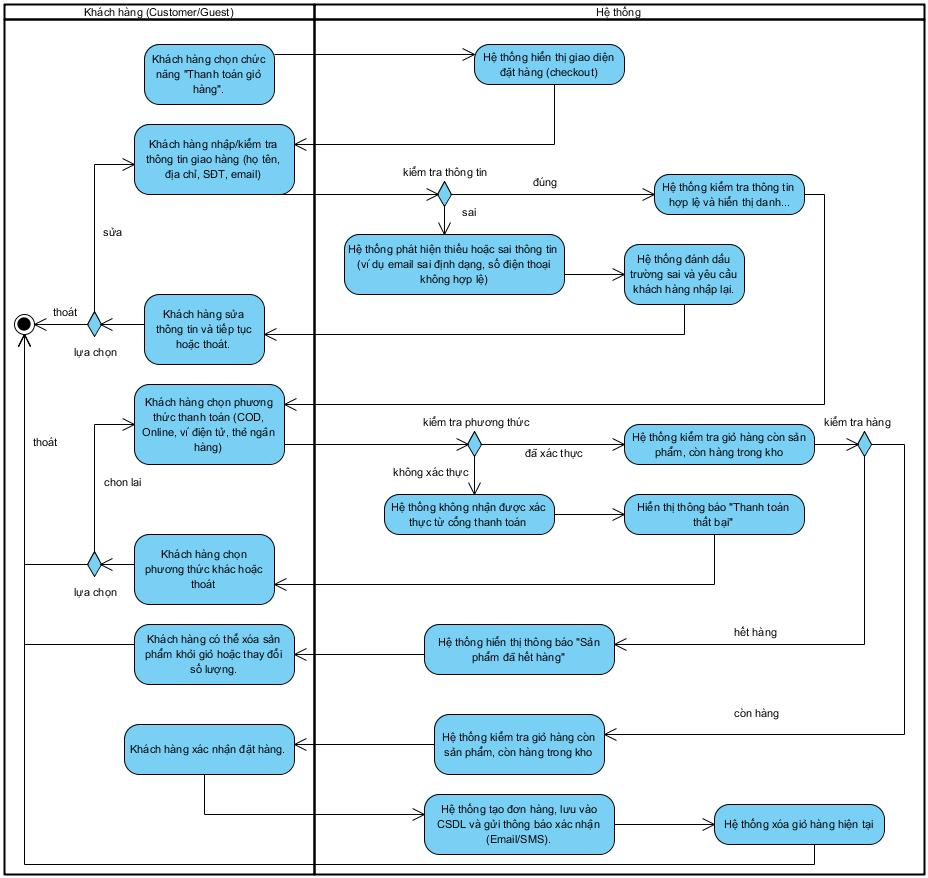 Khách hàng (Customer/Guest)
Hệ thống
Khách hàng chọn chức
năng "Thanh toán giỏ
hàng".
Hệ thống hiển thị giao diện
đặt hàng (checkout)
Khách hàng nhập/kiểm tra
thông tin giao hàng (họ tên,
địa chỉ, SĐT, email)
kiểm tra thông tin
đúng
sai
Hệ thống kiểm tra thông tin
hợp lệ và hiển thị danh...
sửa
Hệ thống phát hiện thiếu hoặc sai thông tin
(ví dụ email sai định dạng, số điện thoại
không hợp lệ)
Hệ thống đánh dấu
trường sai và yêu cầu
khách hàng nhập lại.
thoát
lựa chọn
Khách hàng sửa
thông tin và tiếp tục
hoặc thoát.
Khách hàng chọn phương
thức thanh toán (COD,
Online, ví điện tử, thẻ ngân
hàng)
kiểm tra phương thức
đã xác thực
không xác thực
Hệ thống kiểm tra giỏ hàng còn sản
phẩm, còn hàng trong kho
kiểm tra hàng
thoát
chon lai
Hệ thống không nhận được xác
thực từ cổng thanh toán
Hiển thị thông báo "Thanh toán
thất bại"
lựa chọn
Khách hàng chọn
phương thức khác hoặc
thoát
Khách hàng có thể xóa sản
phẩm khỏi giỏ hoặc thay đổi
số lượng.
Hệ thống hiển thị thông báo "Sản
phẩm đã hết hàng"
hết hàng
còn hàng
Khách hàng xác nhận đặt hàng.
Hệ thống kiểm tra giỏ hàng còn
sản phẩm, còn hàng trong kho
Hệ thống tạo đơn hàng, lưu vào
CSDL và gửi thông báo xác nhận
(Email/SMS).
Hệ thống xóa giỏ hàng hiện tại